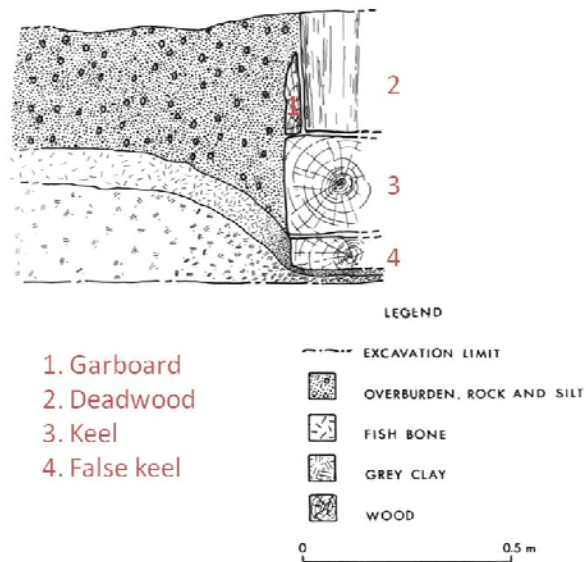 1
2
3
4
1. Garboard
2. Deadwood
3. Keel
4. False keel
LEGEND
EXCAVATION LIMIT
OVERBURDEN, ROCK AND SILT
FISH BONE
GREY CLAY
WOOD
0 0.5 m